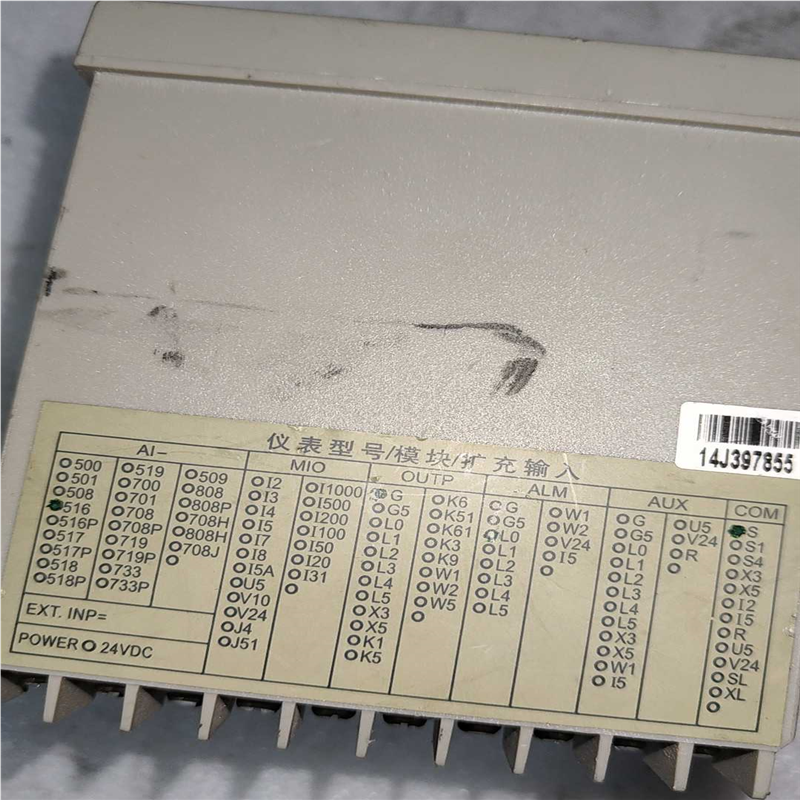 14J397855
仪表型号/模块/扩充输入
AI-
500
501
508
516
516P
517
517P
518
518P
519
700
701
708
708P
719
719P
733
733P
509
808
808P
708H
808H
708J
EXT. INP=
POWER 24VDC
MIO
I2
I3
I4
I5
I7
I8
I5A
U5
V10
V24
J4
J51
I1000
I500
I200
I100
I50
I20
I31
OUTP
G
G5
L0
L1
L2
L3
L4
L5
X3
X5
K1
K5
K6
K51
K61
K3
K9
W1
W2
W5
ALM
G
G5
L0
L1
L2
L3
L4
L5
W1
W2
V24
I5
AUX
G
G5
L0
L1
L2
L3
L4
L5
X3
X5
W1
I5
U5
V24
R
COM
S
S1
S4
X3
X5
I2
I5
R
U5
V24
SL
XL